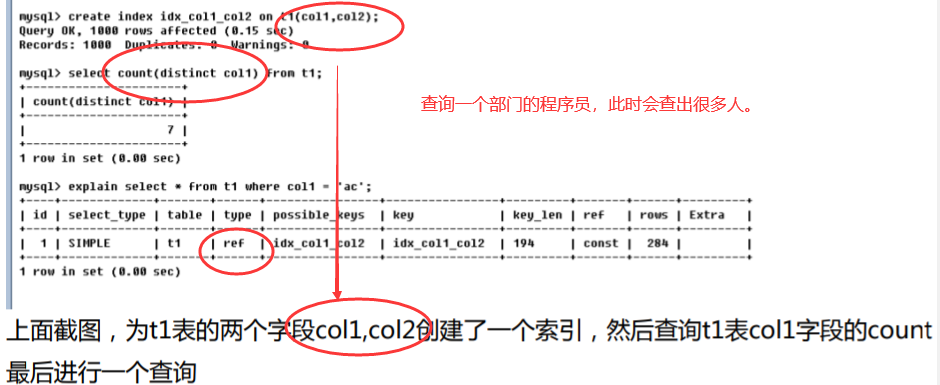 mysql> create index idx_col1_col2 on t1(col1,col2);
Query OK, 1000 rows affected (0.15 sec)
Records: 1000  Duplicates: 0  Warnings: 0
mysql> select count(distinct col1) from t1;
+----------------------+
| count(distinct col1) |
+----------------------+
|                    7 |
+----------------------+
1 row in set (0.00 sec)
查询一个部门的程序员，此时会查出很多人。
mysql> explain select * from t1 where col1 = 'ac';
+----+-------------+-------+------+---------------+---------------+---------+-------+------+-------+
| id | select_type | table | type | possible_keys | key           | key_len | ref   | rows | Extra |
+----+-------------+-------+------+---------------+---------------+---------+-------+------+-------+
|  1 | SIMPLE      | t1    | ref  | idx_col1_col2 | idx_col1_col2 | 194     | const |  284 |       |
+----+-------------+-------+------+---------------+---------------+---------+-------+------+-------+
1 row in set (0.00 sec)
上面截图，为t1表的两个字段col1,col2创建了一个索引，然后查询t1表col1字段的count
最后进行一个查询